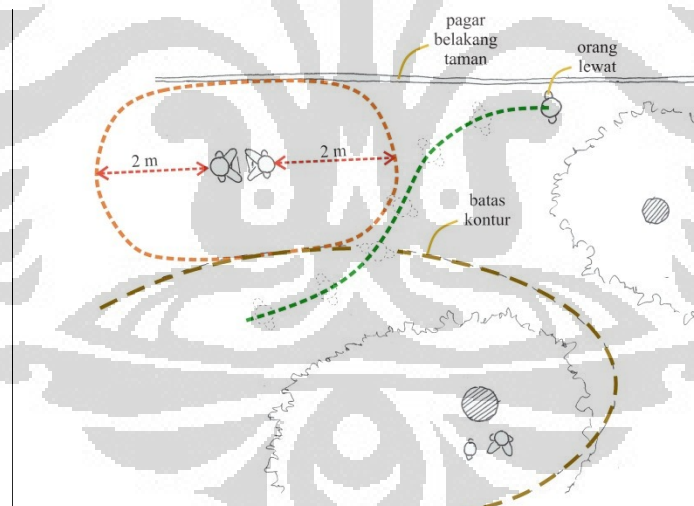 pagar
belakang
taman
orang
lewat
2 m
2 m
batas
kontur